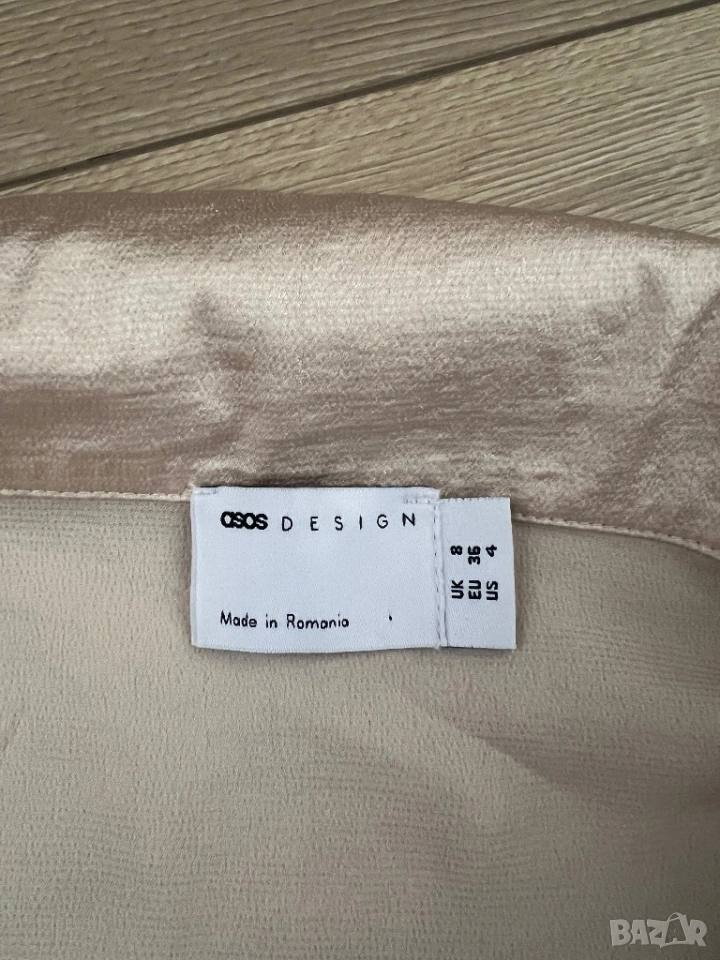 asos DESIGN
Made in Romania
UK 8
EU 36
US 4
BAZAR